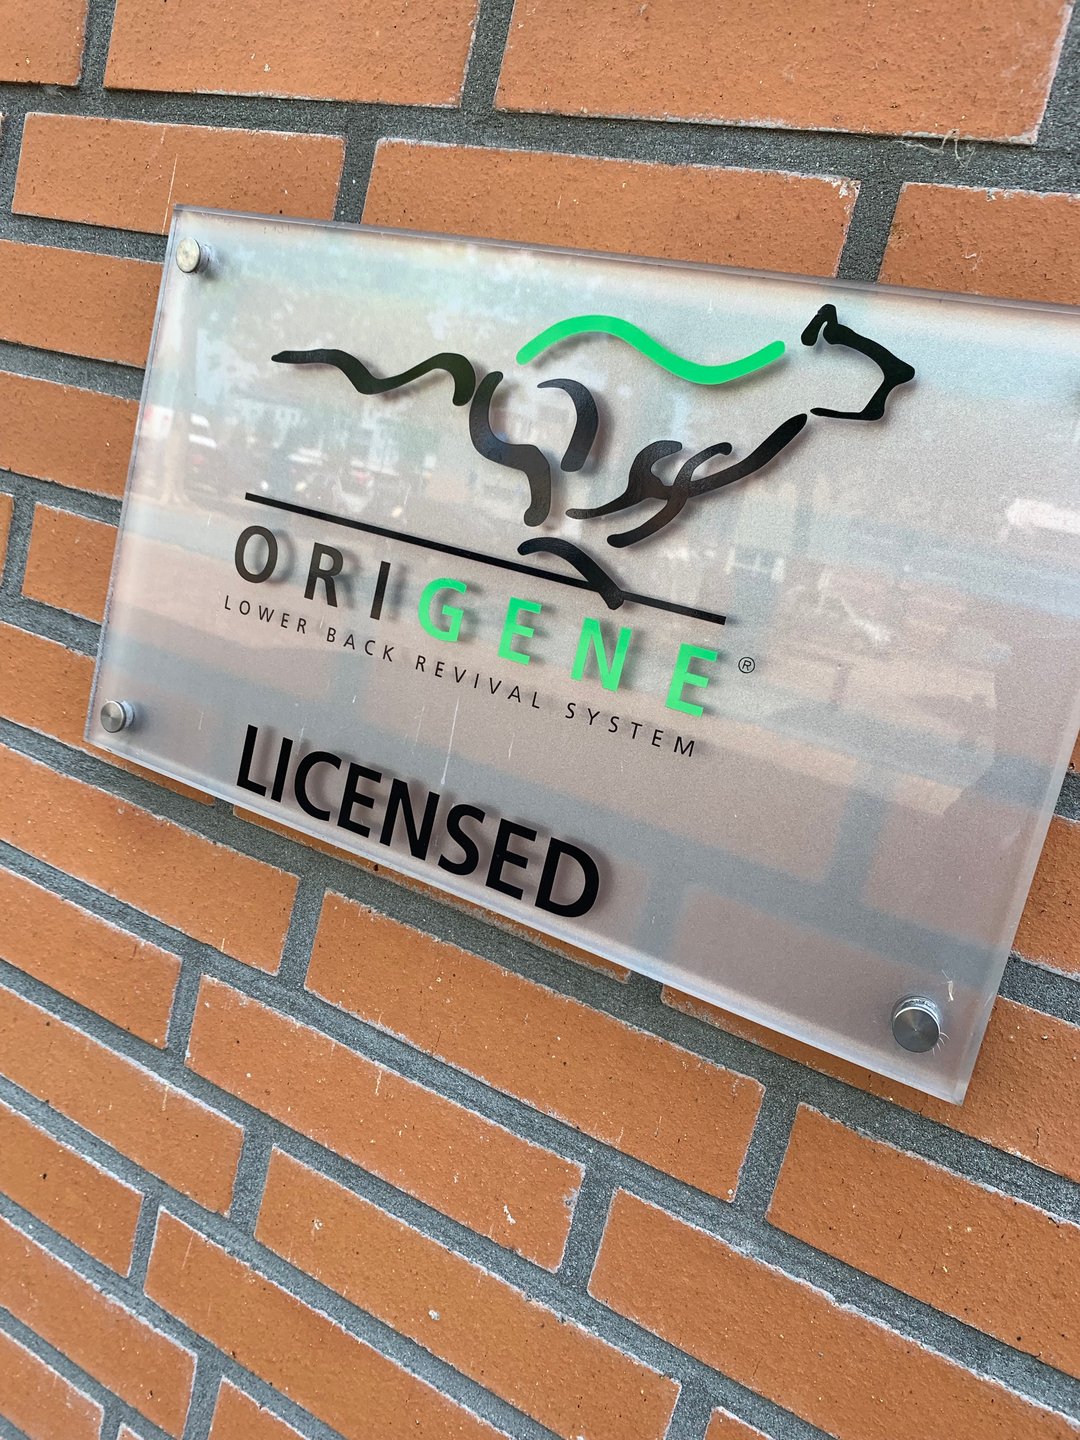 ORIGENE®
LOWER BACK REVIVAL SYSTEM
LICENSED